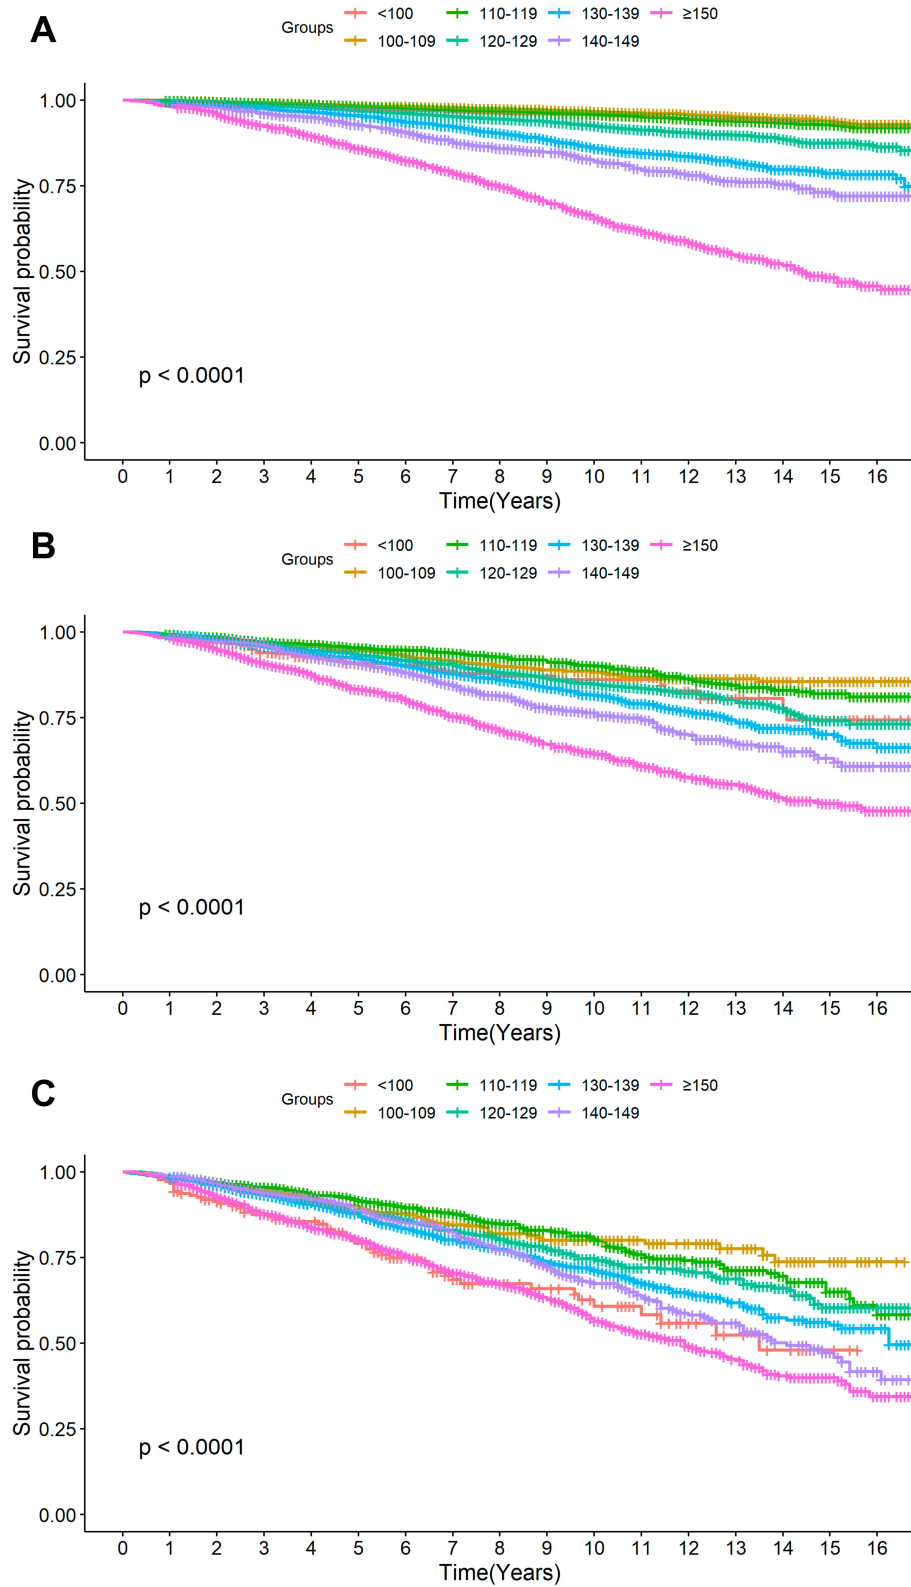 A
Groups <100 110-119 130-139 ≥150
100-109 120-129 140-149
Survival probability
1.00
0.75
0.50
0.25
0.00
p < 0.0001
0 1 2 3 4 5 6 7 8 9 10 11 12 13 14 15 16
Time(Years)
B
Groups <100 110-119 130-139 ≥150
100-109 120-129 140-149
Survival probability
1.00
0.75
0.50
0.25
0.00
p < 0.0001
0 1 2 3 4 5 6 7 8 9 10 11 12 13 14 15 16
Time(Years)
C
Groups <100 110-119 130-139 ≥150
100-109 120-129 140-149
Survival probability
1.00
0.75
0.50
0.25
0.00
p < 0.0001
0 1 2 3 4 5 6 7 8 9 10 11 12 13 14 15 16
Time(Years)